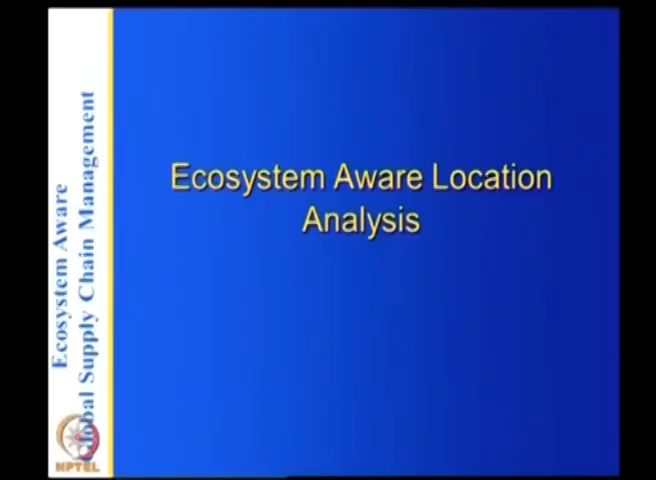 Ecosystem Aware Location
Analysis
Ecosystem Aware
Global Supply Chain Management
NPTEL